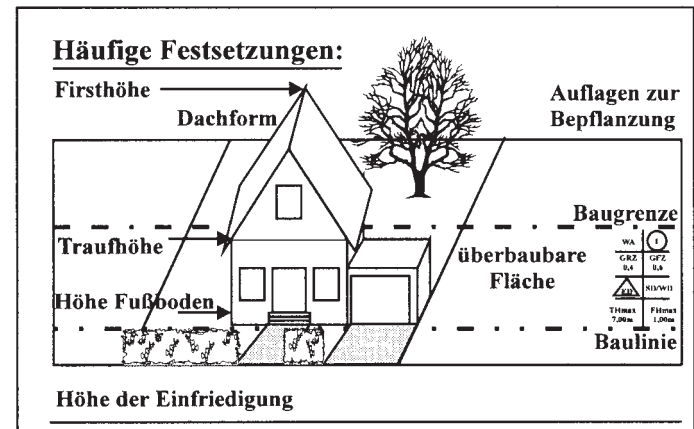 Häufige Festsetzungen:
Firsthöhe
Dachform
Auflagen zur
Bepflanzung
Baugrenze
Traufhöhe
überbaubare
Fläche
WA I
GRZ GFZ
0,4 0,6
ED SD/WD
THmax FHmax
7,00m 1,00m
Höhe Fußboden
Baulinie
Höhe der Einfriedigung